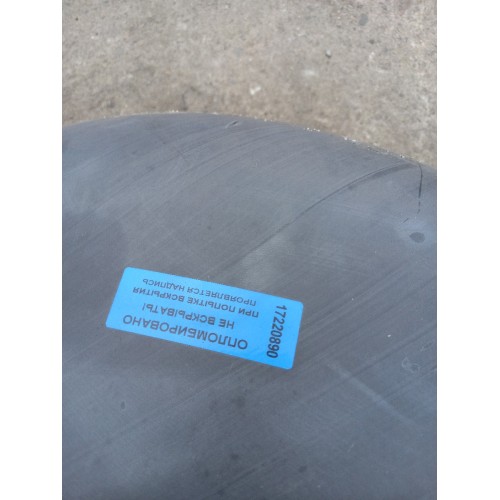 ОПЛОМБИРОВАНО
НЕ ВСКРЫВАТЬ!
ПРИ ПОПЫТКЕ ВСКРЫТИЯ
ПРОЯВЛЯЕТСЯ НАДПИСЬ
17220890